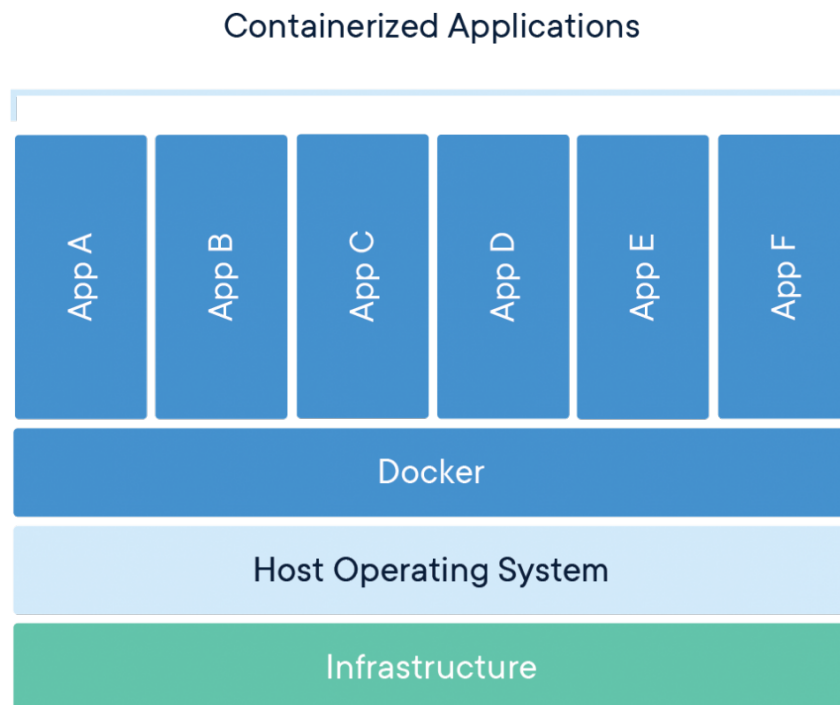 Containerized Applications
App A
App B
App C
App D
App E
App F
Docker
Host Operating System
Infrastructure